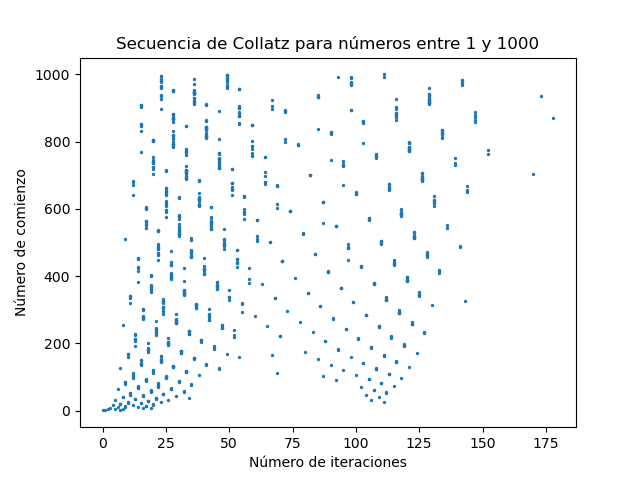 Secuencia de Collatz para números entre 1 y 1000
1000
800
600
400
200
0
Número de comienzo
0 25 50 75 100 125 150 175
Número de iteraciones